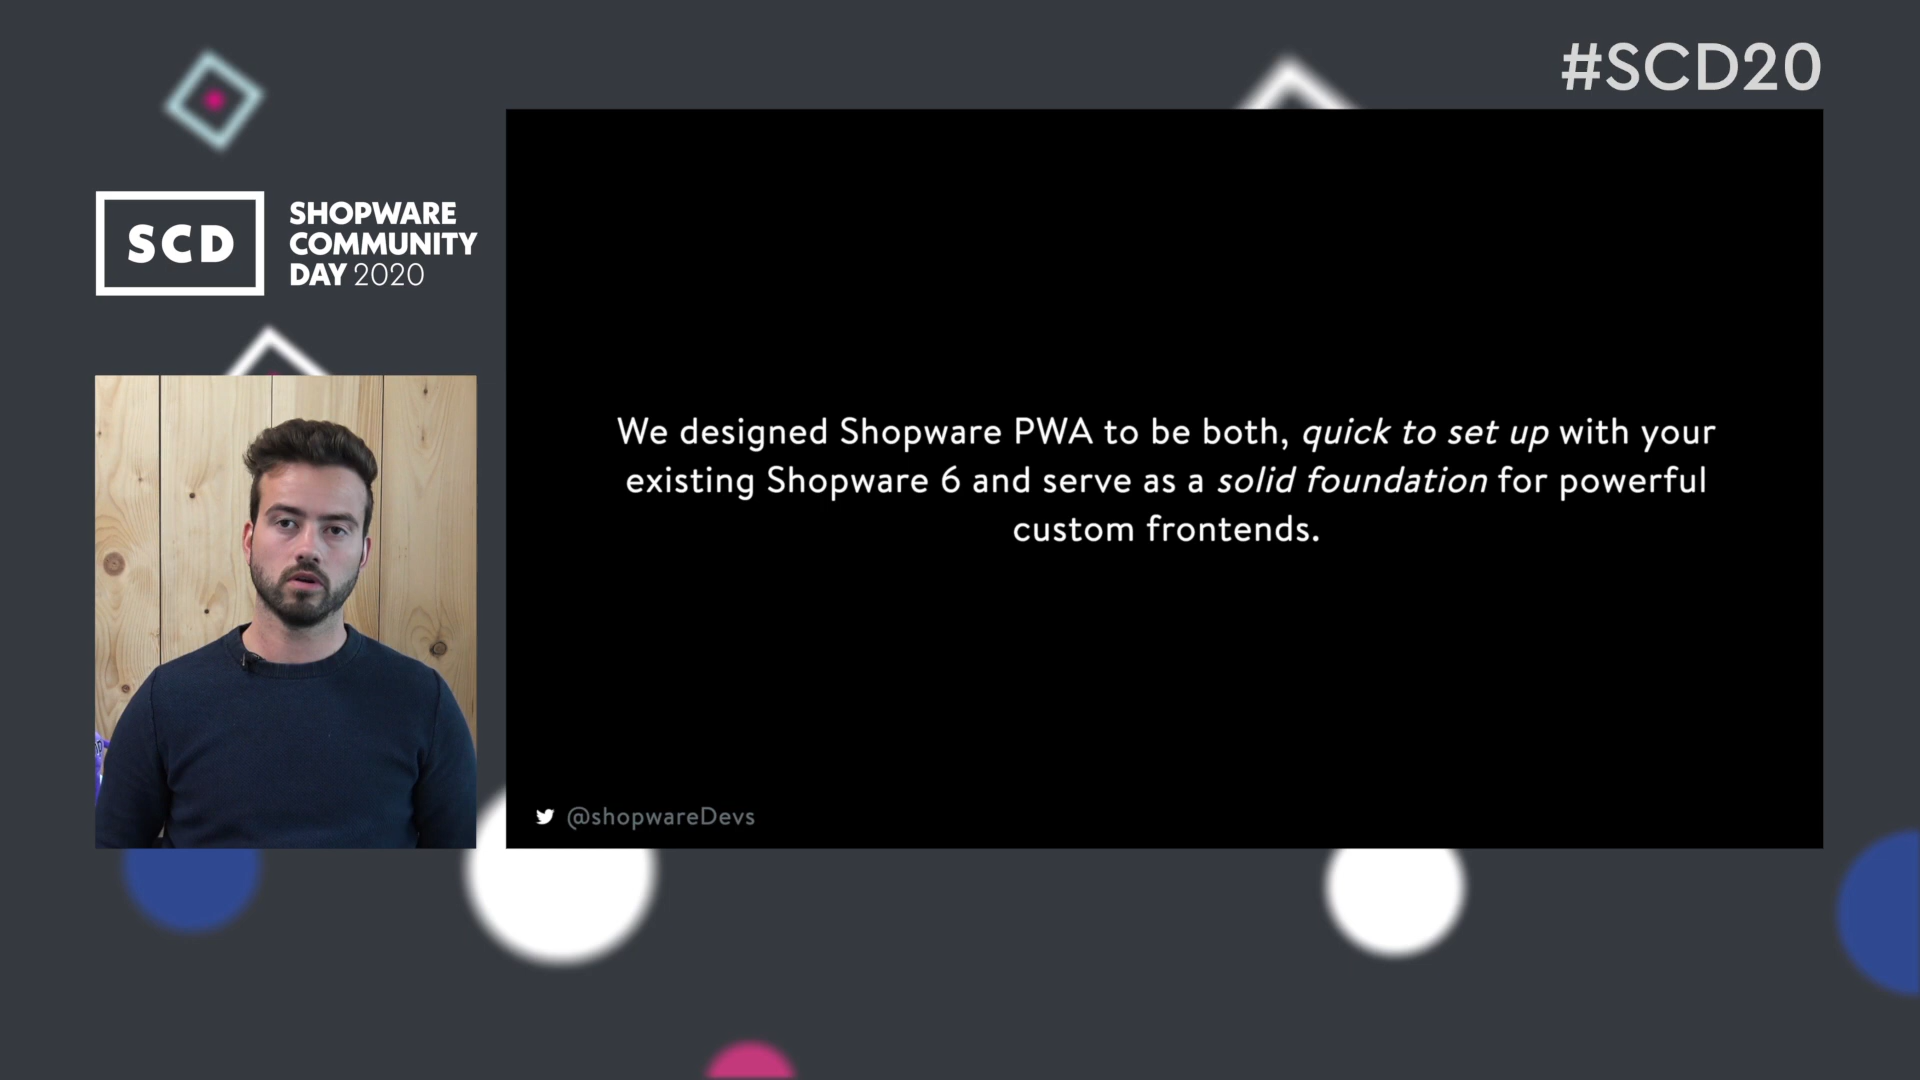 #SCD20
SCD
SHOPWARE
COMMUNITY
DAY 2020
We designed Shopware PWA to be both, quick to set up with your
existing Shopware 6 and serve as a solid foundation for powerful
custom frontends.
@shopwareDevs